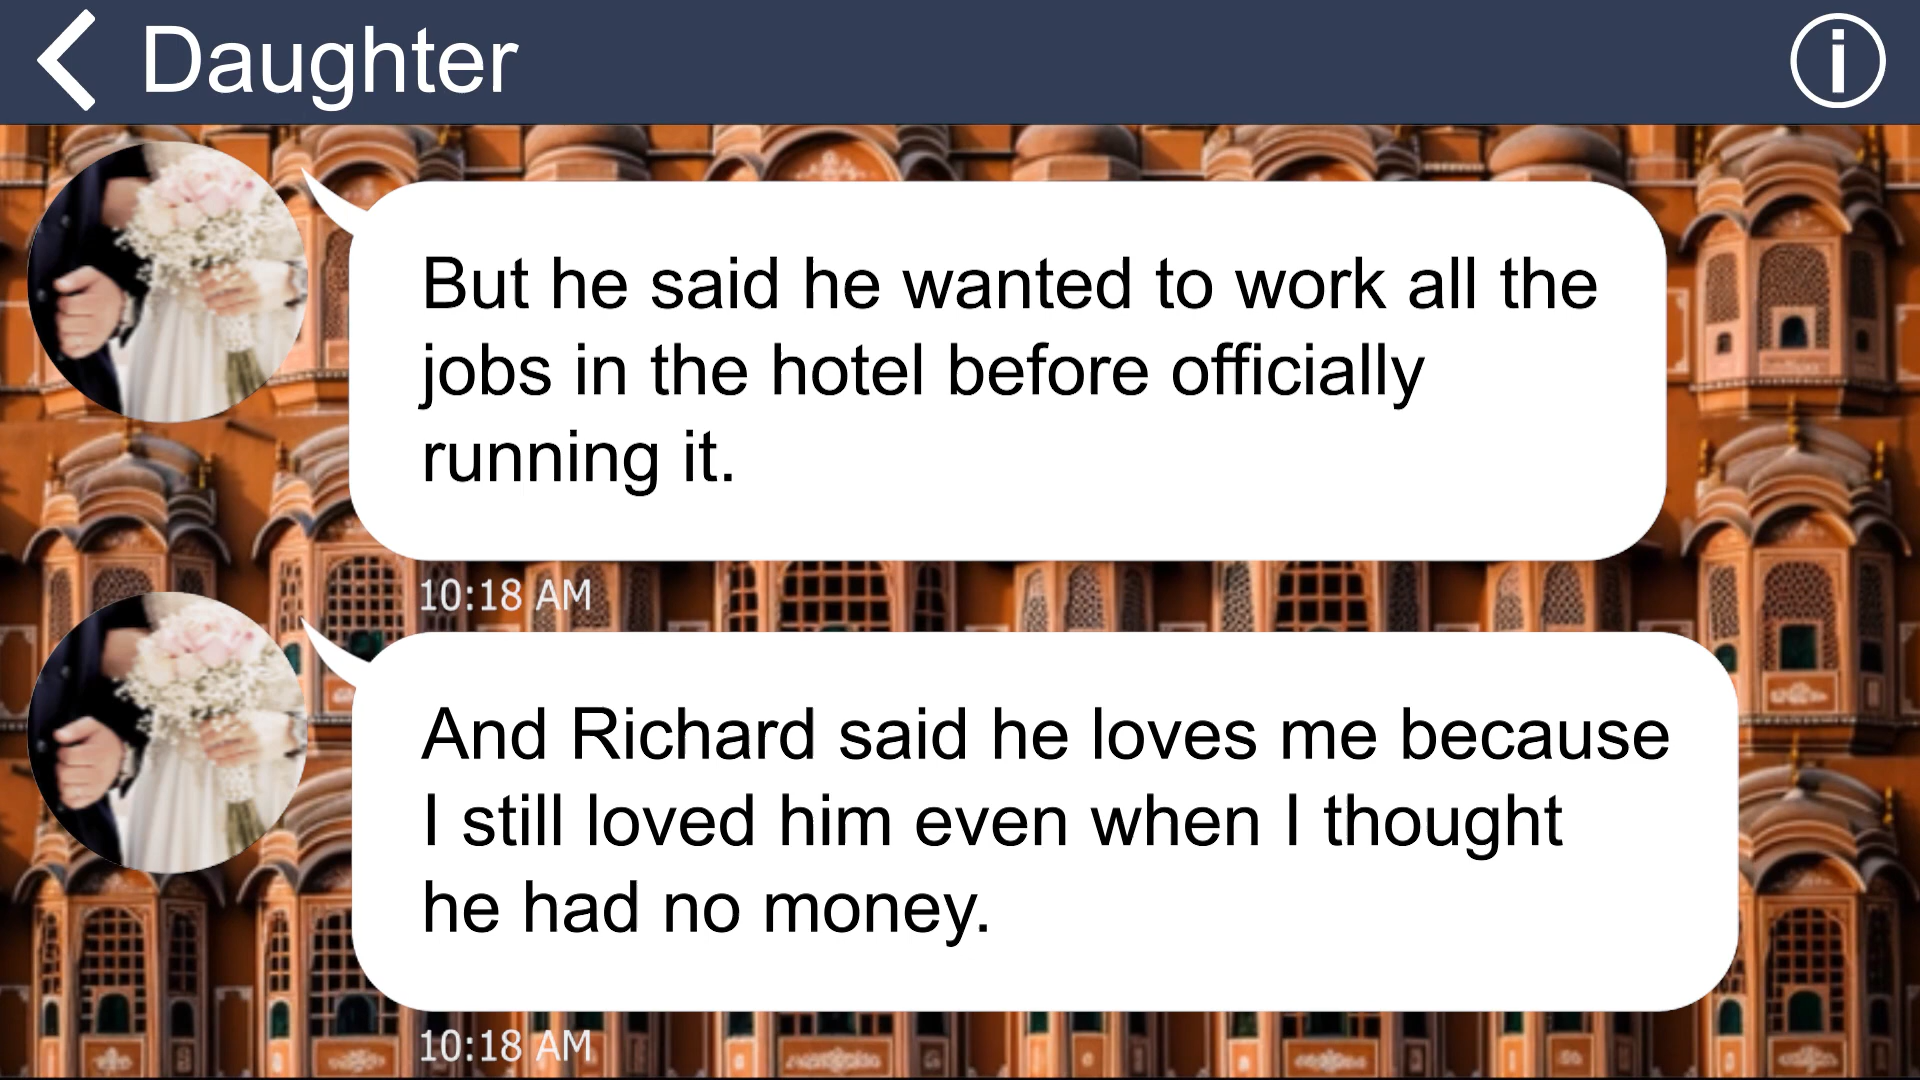 Daughter
But he said he wanted to work all the
jobs in the hotel before officially
running it.
10:18 AM
And Richard said he loves me because
I still loved him even when I thought
he had no money.
10:18 AM